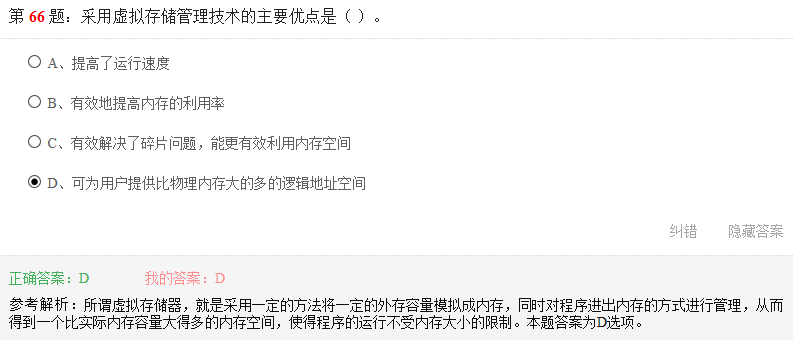 第 66 题：采用虚拟存储管理技术的主要优点是（ ）。
A、提高了运行速度
B、有效地提高内存的利用率
C、有效解决了碎片问题，能更有效利用内存空间
D、可为用户提供比物理内存大的多的逻辑地址空间
纠错 隐藏答案
正确答案：D 我的答案：D
参考解析：所谓虚拟存储器，就是采用一定的方法将一定的外存容量模拟成内存，同时对程序进出内存的方式进行管理，从而
得到一个比实际内存容量大得多的内存空间，使得程序的运行不受内存大小的限制。本题答案为D选项。